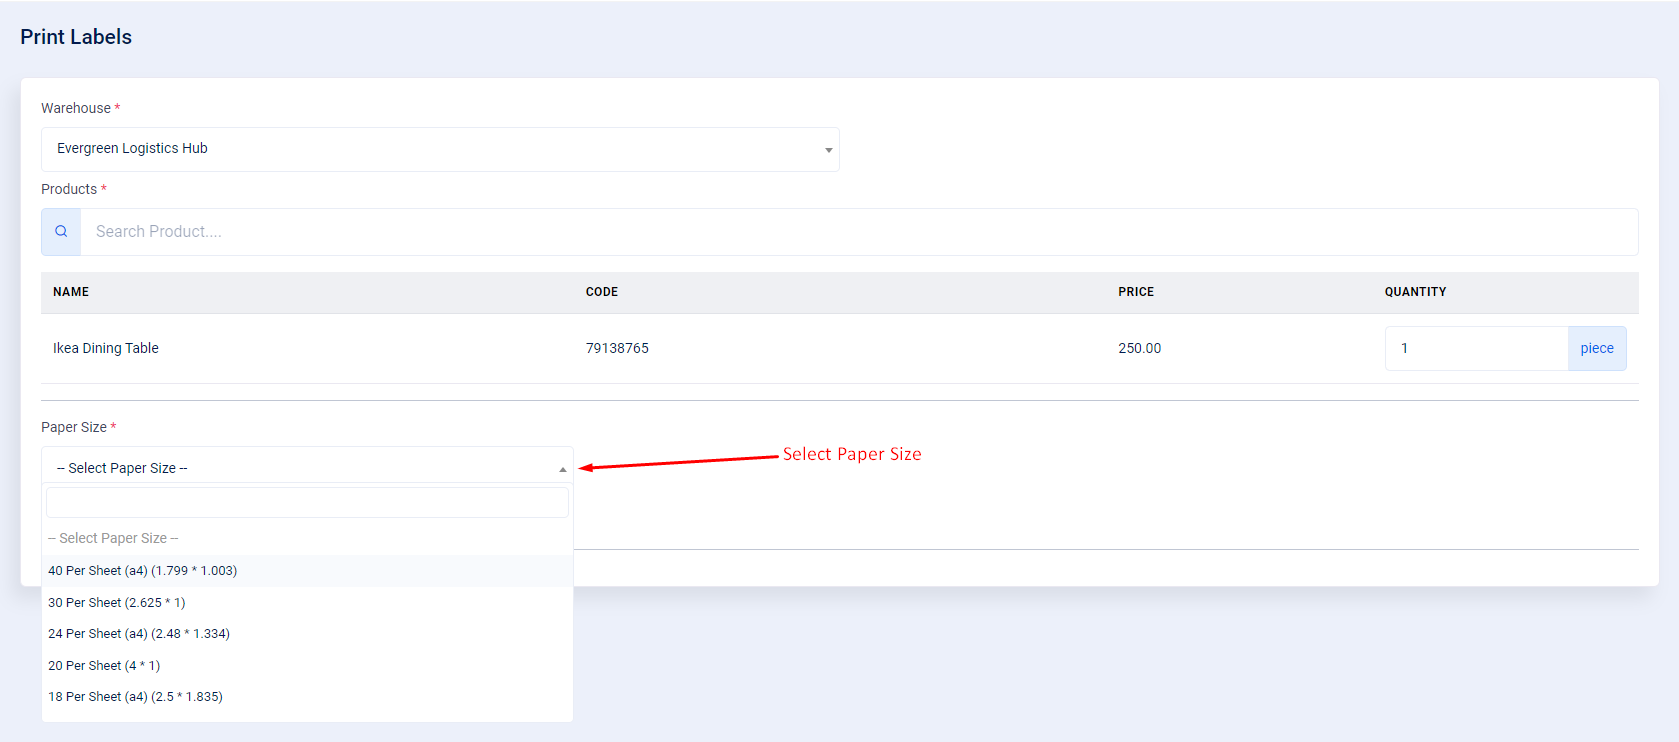 Print Labels
Warehouse *
Evergreen Logistics Hub
Products *
Search Product....
NAME CODE PRICE QUANTITY
Ikea Dining Table 79138765 250.00 1 piece
Paper Size *
-- Select Paper Size --
Select Paper Size
-- Select Paper Size --
40 Per Sheet (a4) (1.799 * 1.003)
30 Per Sheet (2.625 * 1)
24 Per Sheet (a4) (2.48 * 1.334)
20 Per Sheet (4 * 1)
18 Per Sheet (a4) (2.5 * 1.835)